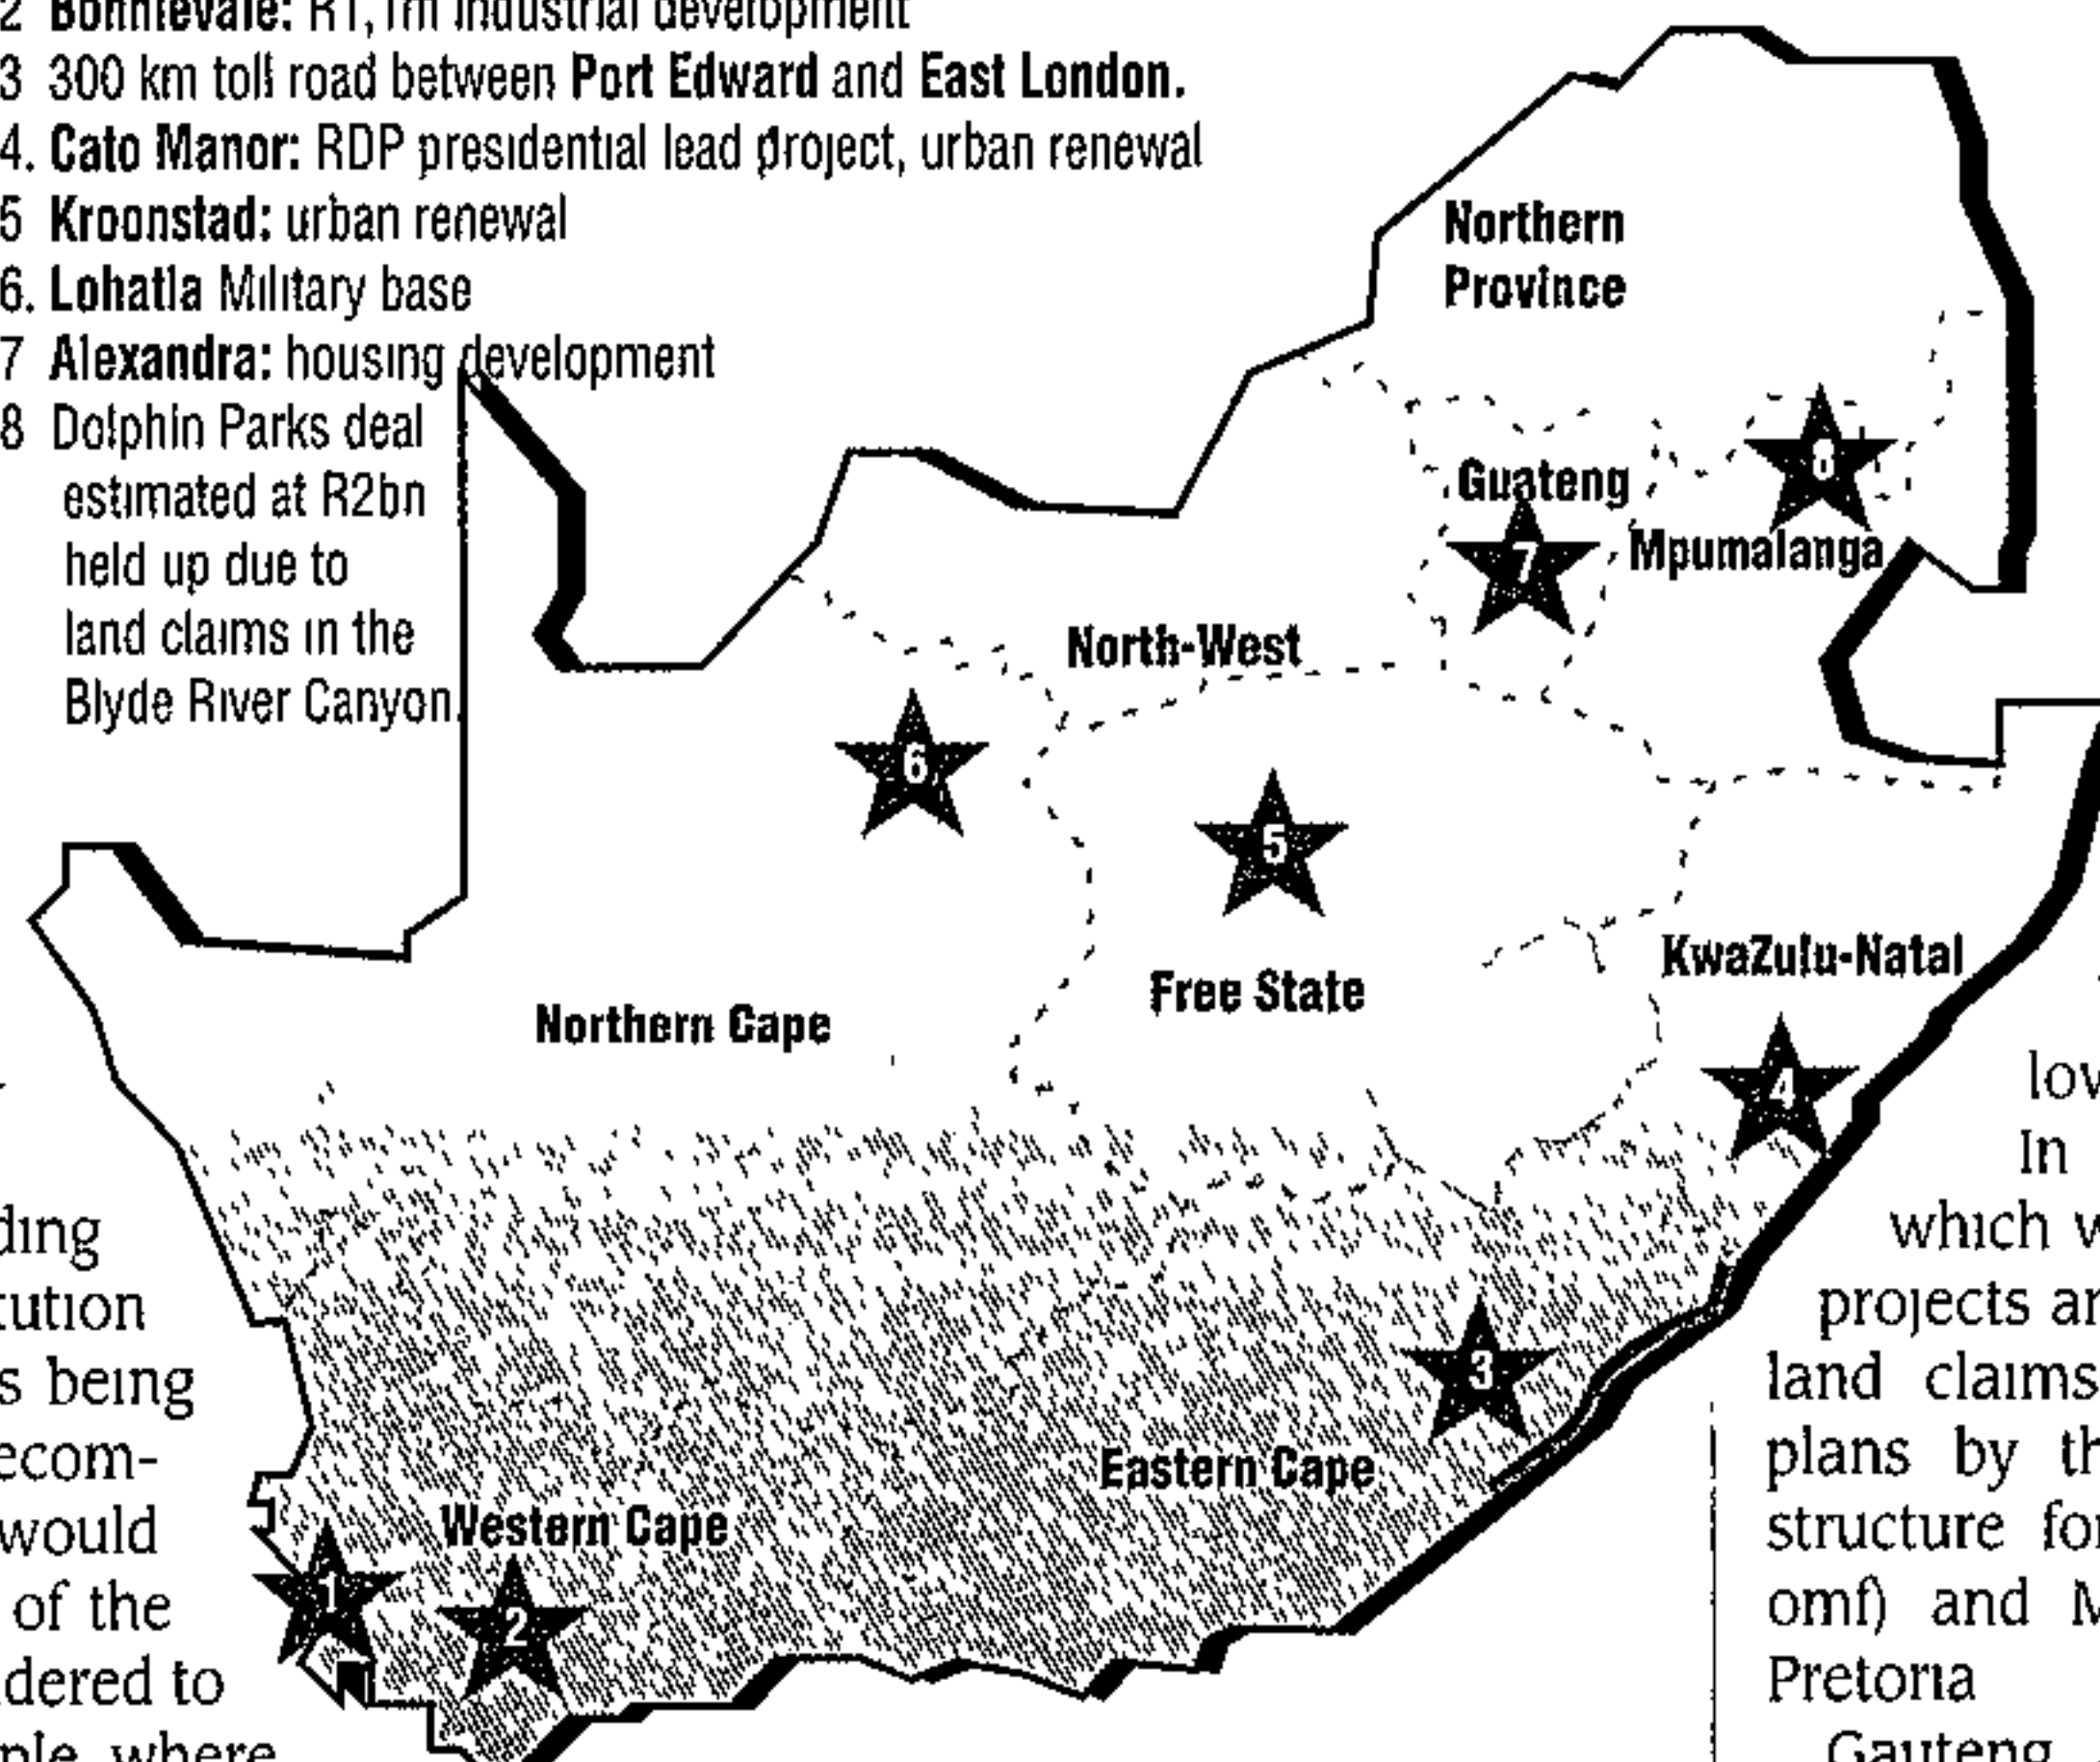 2 Bonnievale: R1,1m industrial development
3 300 km toll road between Port Edward and East London.
4. Cato Manor: RDP presidential lead project, urban renewal
5 Kroonstad: urban renewal
6. Lohatla Military base
7 Alexandra: housing development
8 Dolphin Parks deal
estimated at R2bn
held up due to
land claims in the
Blyde River Canyon.
Northern
Province
Guateng
8
7
Mpumalanga
North-West
6
5
KwaZulu-Natal
Free State
Northern Cape
4
3
Eastern Cape
Western Cape
1
2
ding
tution
s being
ecom-
would
of the
dered to
ple where
lov
In
which w
projects ar
land claims
plans by th
structure for
omf) and M
Pretoria
Gauteng